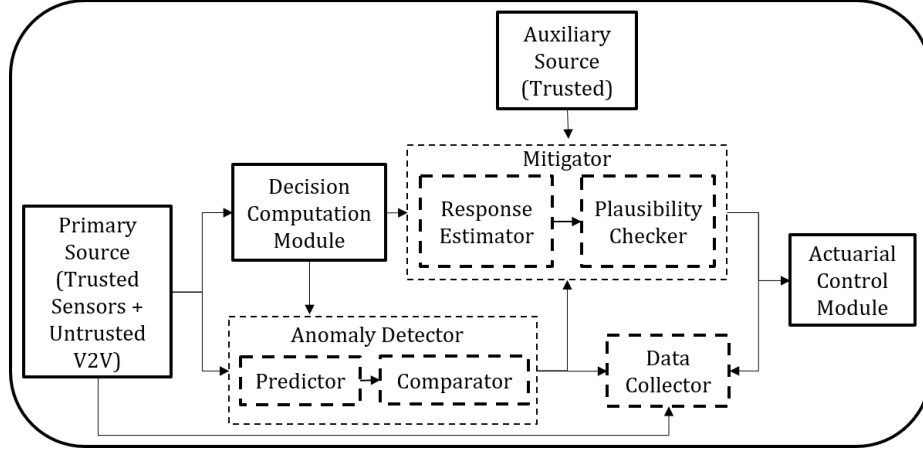 Auxiliary
Source
(Trusted)
Mitigator
Decision
Computation
Module
Response
Estimator
Plausibility
Checker
Primary
Source
(Trusted
Sensors +
Untrusted
V2V)
Actuarial
Control
Module
Anomaly Detector
Predictor
Comparator
Data
Collector